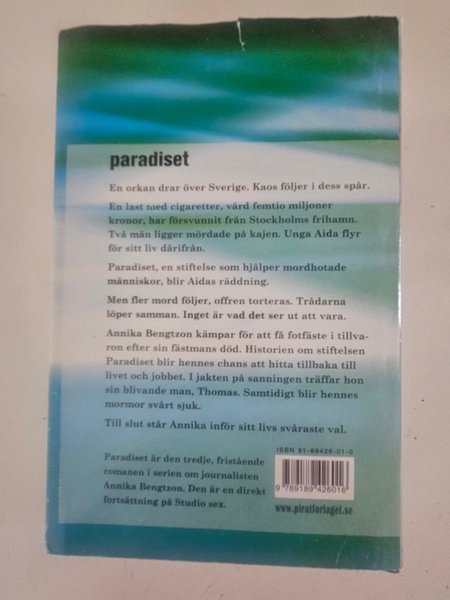 paradiset
En orkan drar över Sverige. Kaos följer i dess spår.
En last med cigaretter, värd femtio miljoner
kronor, har försvunnit från Stockholms frihamn.
Två män ligger mördade på kajen. Unga Aida flyr
för sitt liv därifrån.
Paradiset, en stiftelse som hjälper mordhotade
människor, blir Aidas räddning.
Men fler mord följer, offren torteras. Trådarna
löper samman. Inget är vad det ser ut att vara.
Annika Bengtzon kämpar för att få fotfäste i tillva-
ron efter sin fästmans död. Historien om stiftelsen
Paradiset blir hennes chans att hitta tillbaka till
livet och jobbet. I jakten på sanningen träffar hon
sin blivande man, Thomas. Samtidigt blir hennes
mormor svårt sjuk.
Till slut står Annika inför sitt livs svåraste val.
Paradiset är den tredje, fristående
romanen i serien om journalisten
Annika Bengtzon. Den är en direkt
fortsättning på Studio sex.
ISBN 91-89426-01-0
9 789189 426016
www.piratforlaget.se